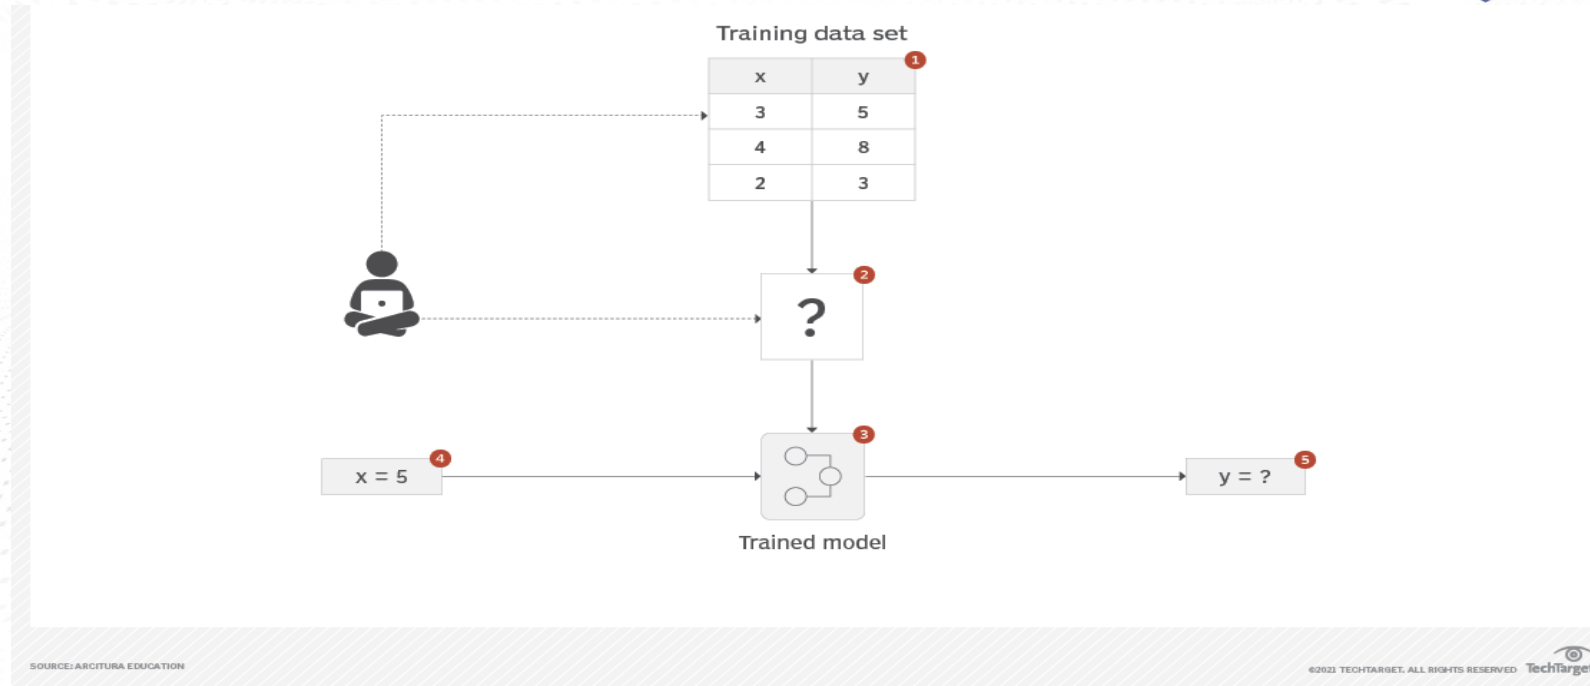 Training data set
1
x y
3 5
4 8
2 3
2
?
3
4
x = 5
5
y = ?
Trained model
SOURCE: ARCITURA EDUCATION
©2021 TECHTARGET. ALL RIGHTS RESERVED TechTarget